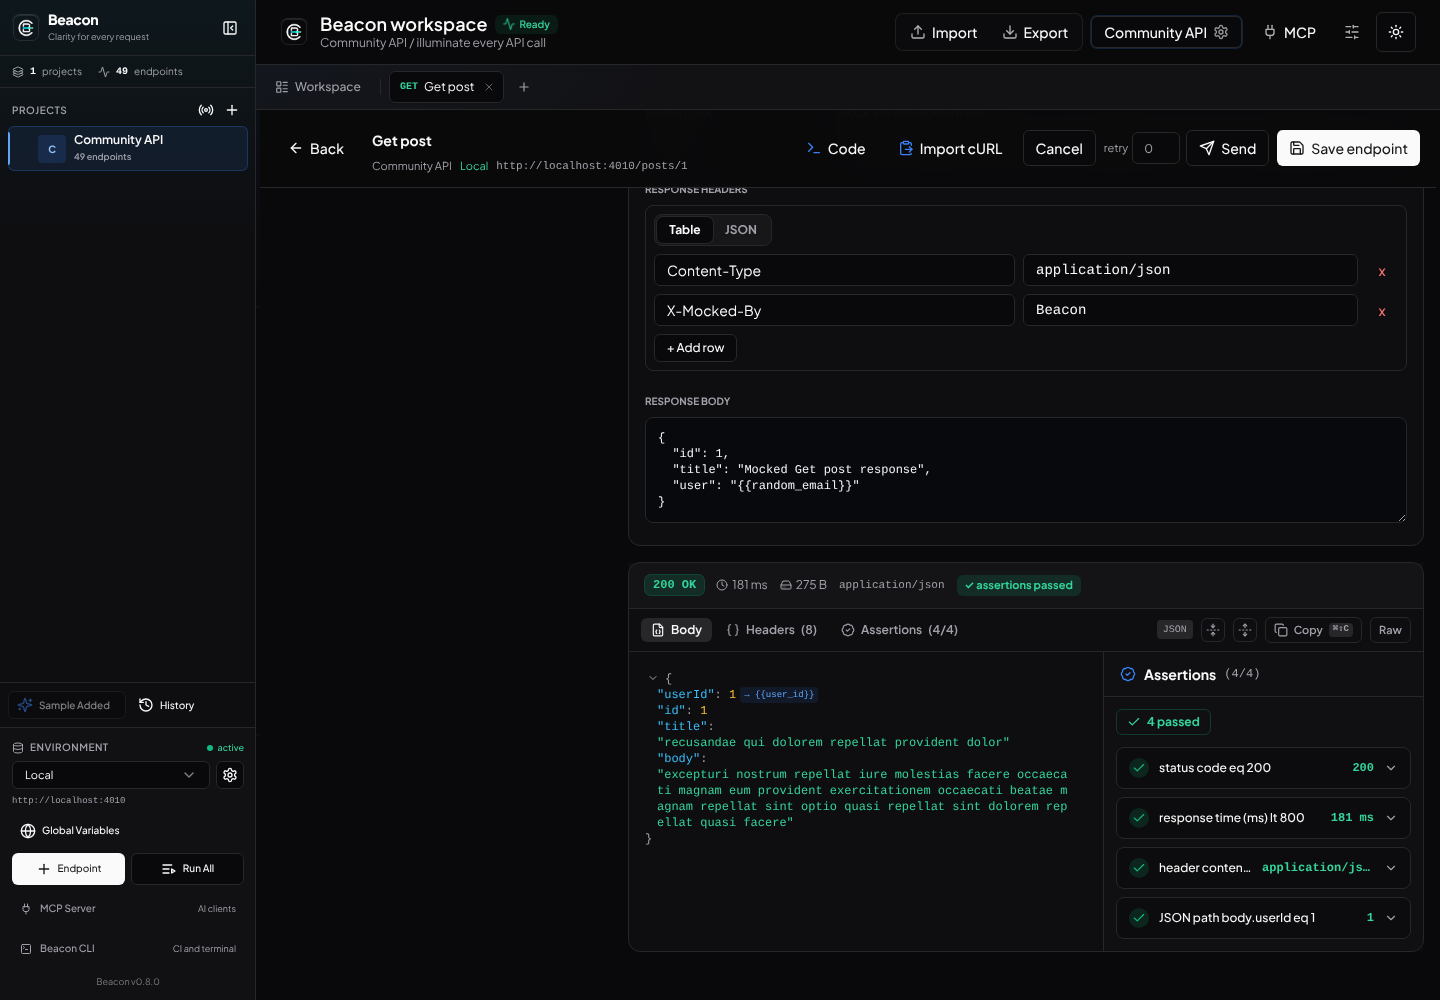 Beacon
Clarity for every request
1 projects 49 endpoints
PROJECTS
C
Community API
49 endpoints
Sample Added
History
ENVIRONMENT
active
Local
http://localhost:4010
Global Variables
Endpoint
Run All
MCP Server AI clients
Beacon CLI CI and terminal
Beacon v0.8.0
Beacon workspace
Ready
Community API / illuminate every API call
Import
Export
Community API
MCP
Workspace
GET Get post
Back
Get post
Community API Local http://localhost:4010/posts/1
Code
Import cURL
Cancel
retry 0
Send
Save endpoint
RESPONSE HEADERS
Table JSON
Content-Type application/json x
X-Mocked-By Beacon x
+ Add row
RESPONSE BODY
{
"id": 1,
"title": "Mocked Get post response",
"user": "{{random_email}}"
}
200 OK 181 ms 275 B application/json ✓ assertions passed
Body { } Headers (8) Assertions (4/4)
JSON Copy ⌘⇧C Raw
{
"userId": 1 → {{user_id}}
"id": 1
"title":
"recusandae qui dolorem repellat provident dolor"
"body":
"excepturi nostrum repellat iure molestias facere occaeca
ti magnam eum provident exercitationem occaecati beatae m
agnam repellat sint optio quasi repellat sint dolorem rep
ellat quasi facere"
}
Assertions (4/4)
4 passed
status code eq 200 200
response time (ms) lt 800 181 ms
header conten... application/js...
JSON path body.userId eq 1 1